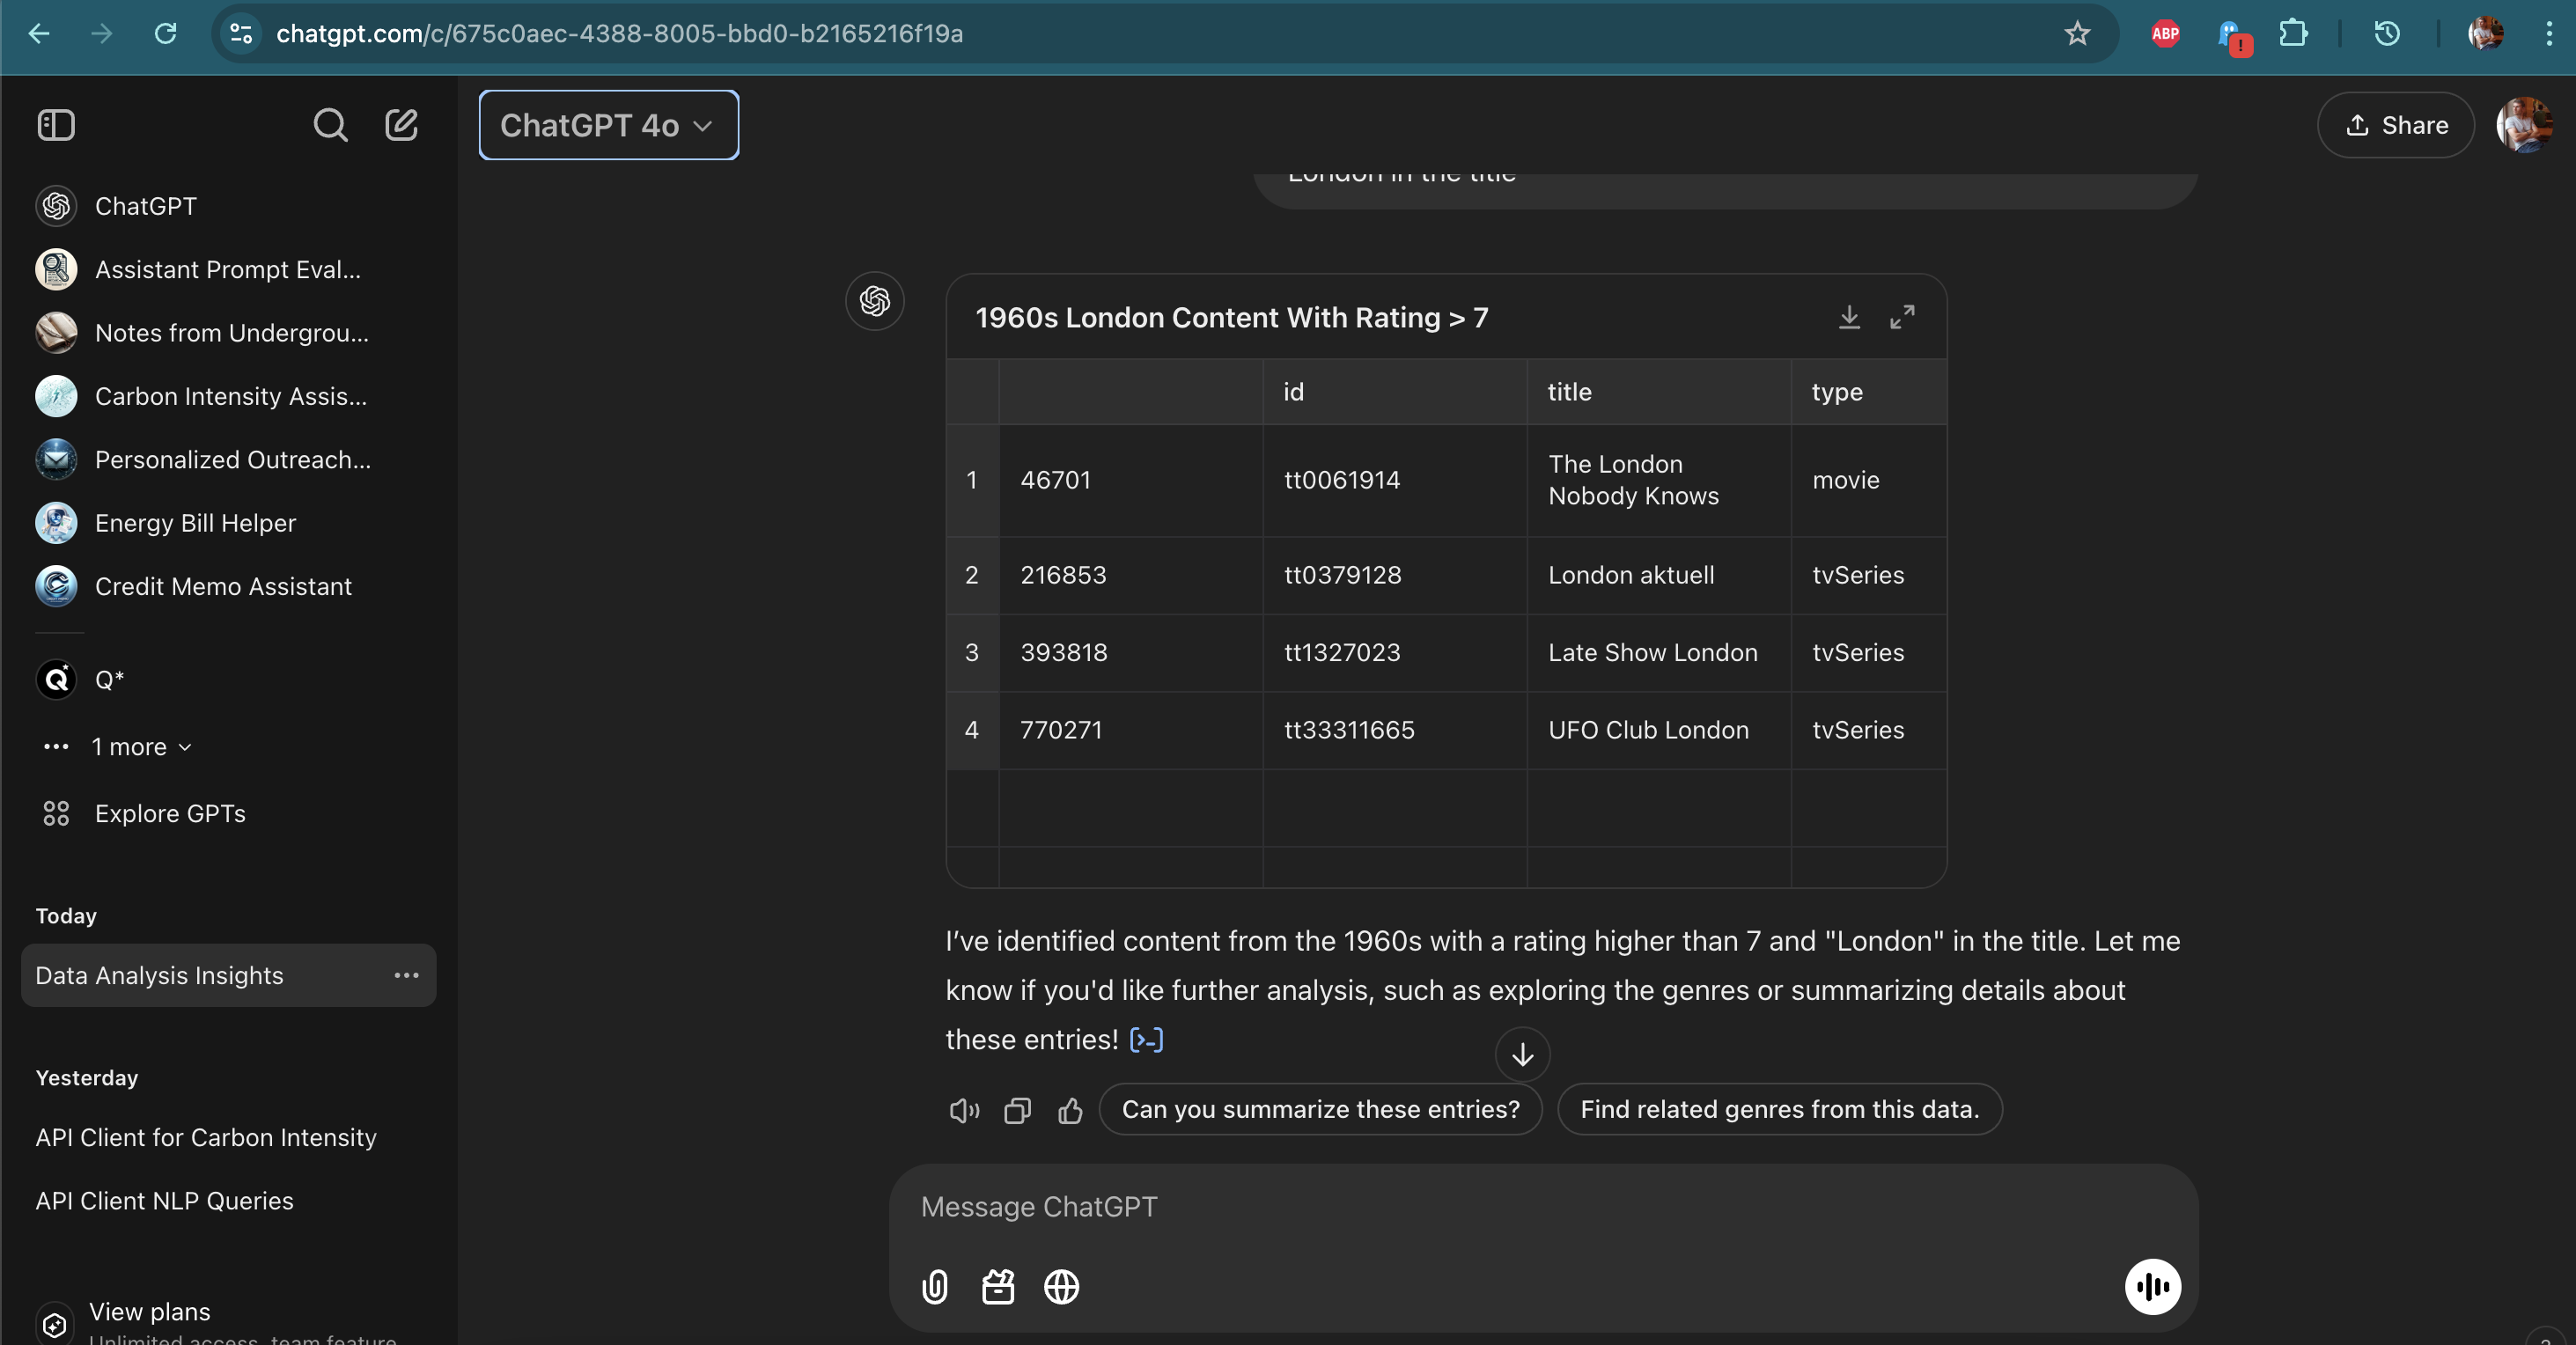 chatgpt.com/c/675c0aec-4388-8005-bbd0-b2165216f19a
ABP
!
ChatGPT
Assistant Prompt Eval...
Notes from Undergrou...
Carbon Intensity Assis...
Personalized Outreach...
Energy Bill Helper
Credit Memo Assistant
Q*
1 more
Explore GPTs
Today
Data Analysis Insights
Yesterday
API Client for Carbon Intensity
API Client NLP Queries
View plans
Unlimited access, team feature
ChatGPT 4o
Share
London in the title
1960s London Content With Rating > 7
id title type
1 46701 tt0061914 The London Nobody Knows movie
2 216853 tt0379128 London aktuell tvSeries
3 393818 tt1327023 Late Show London tvSeries
4 770271 tt33311665 UFO Club London tvSeries
I've identified content from the 1960s with a rating higher than 7 and "London" in the title. Let me
know if you'd like further analysis, such as exploring the genres or summarizing details about
these entries! [>-]
Can you summarize these entries? Find related genres from this data.
Message ChatGPT
?